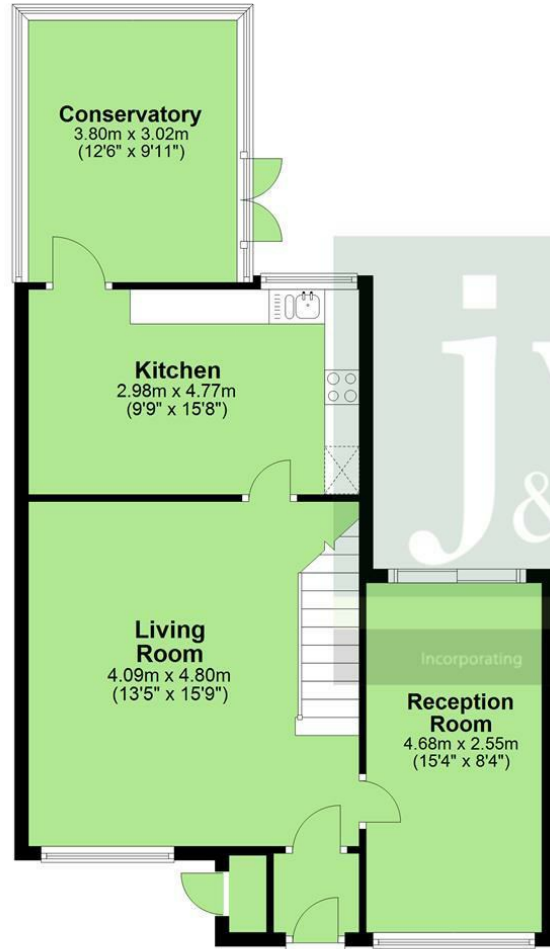 Conservatory
3.80m x 3.02m
(12'6" x 9'11")
Kitchen
2.98m x 4.77m
(9'9" x 15'8")
j
&
Living
Room
4.09m x 4.80m
(13'5" x 15'9")
Incorporating
Reception
Room
4.68m x 2.55m
(15'4" x 8'4")